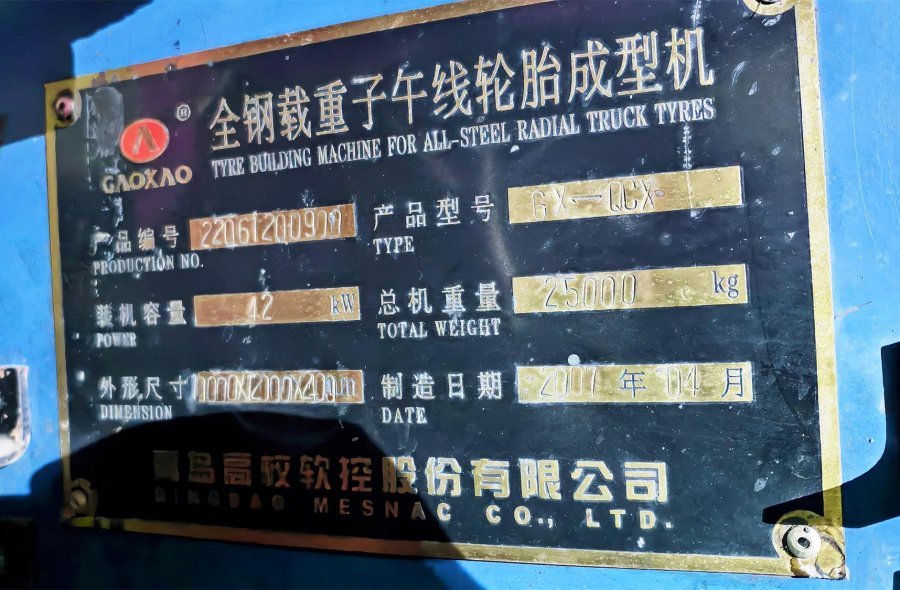 全钢载重子午线轮胎成型机
®
TYRE BUILDING MACHINE FOR ALL-STEEL RADIAL TRUCK TYRES
GAOXAO
产品编号 产品型号 GX-QCX
PRODUCTION NO. TYPE
装机容量 42 kW 总机重量 25000 kg
POWER TOTAL WEIGHT
外形尺寸 制造日期 2007 年 04 月
DIMENSION DATE
青岛高校软控股份有限公司
QINGDAO MESNAC CO., LTD.